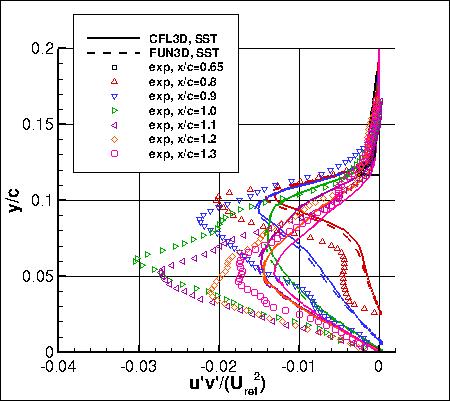 CFL3D, SST
FUN3D, SST
exp, x/c=0.65
exp, x/c=0.8
exp, x/c=0.9
exp, x/c=1.0
exp, x/c=1.1
exp, x/c=1.2
exp, x/c=1.3
0.2
0.15
0.1
0.05
0
y/c
-0.04 -0.03 -0.02 -0.01 0
u'v'/(U_ref^2)